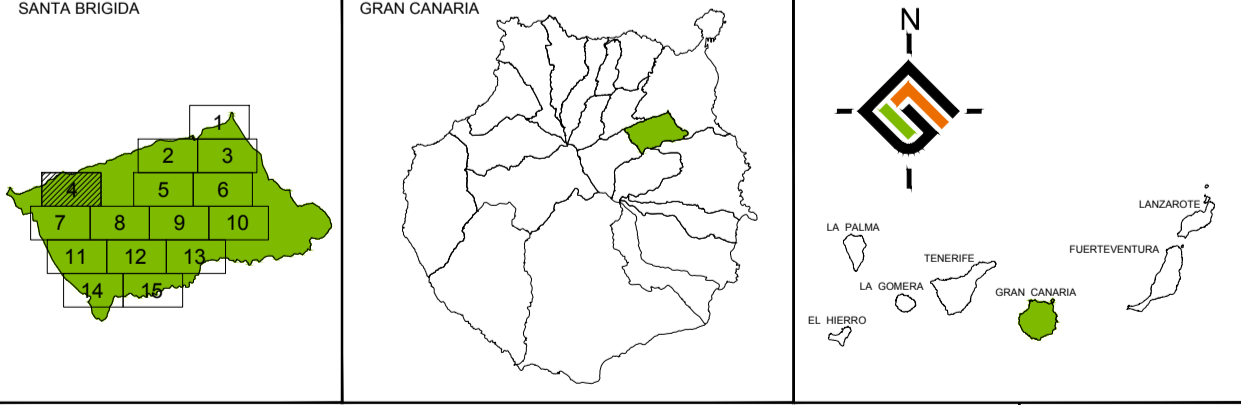 SANTA BRIGIDA
1
2 3
4 5 6
7 8 9 10
11 12 13
14 15
GRAN CANARIA
N
LANZAROTE
LA PALMA
FUERTEVENTURA
TENERIFE
LA GOMERA
GRAN CANARIA
EL HIERRO